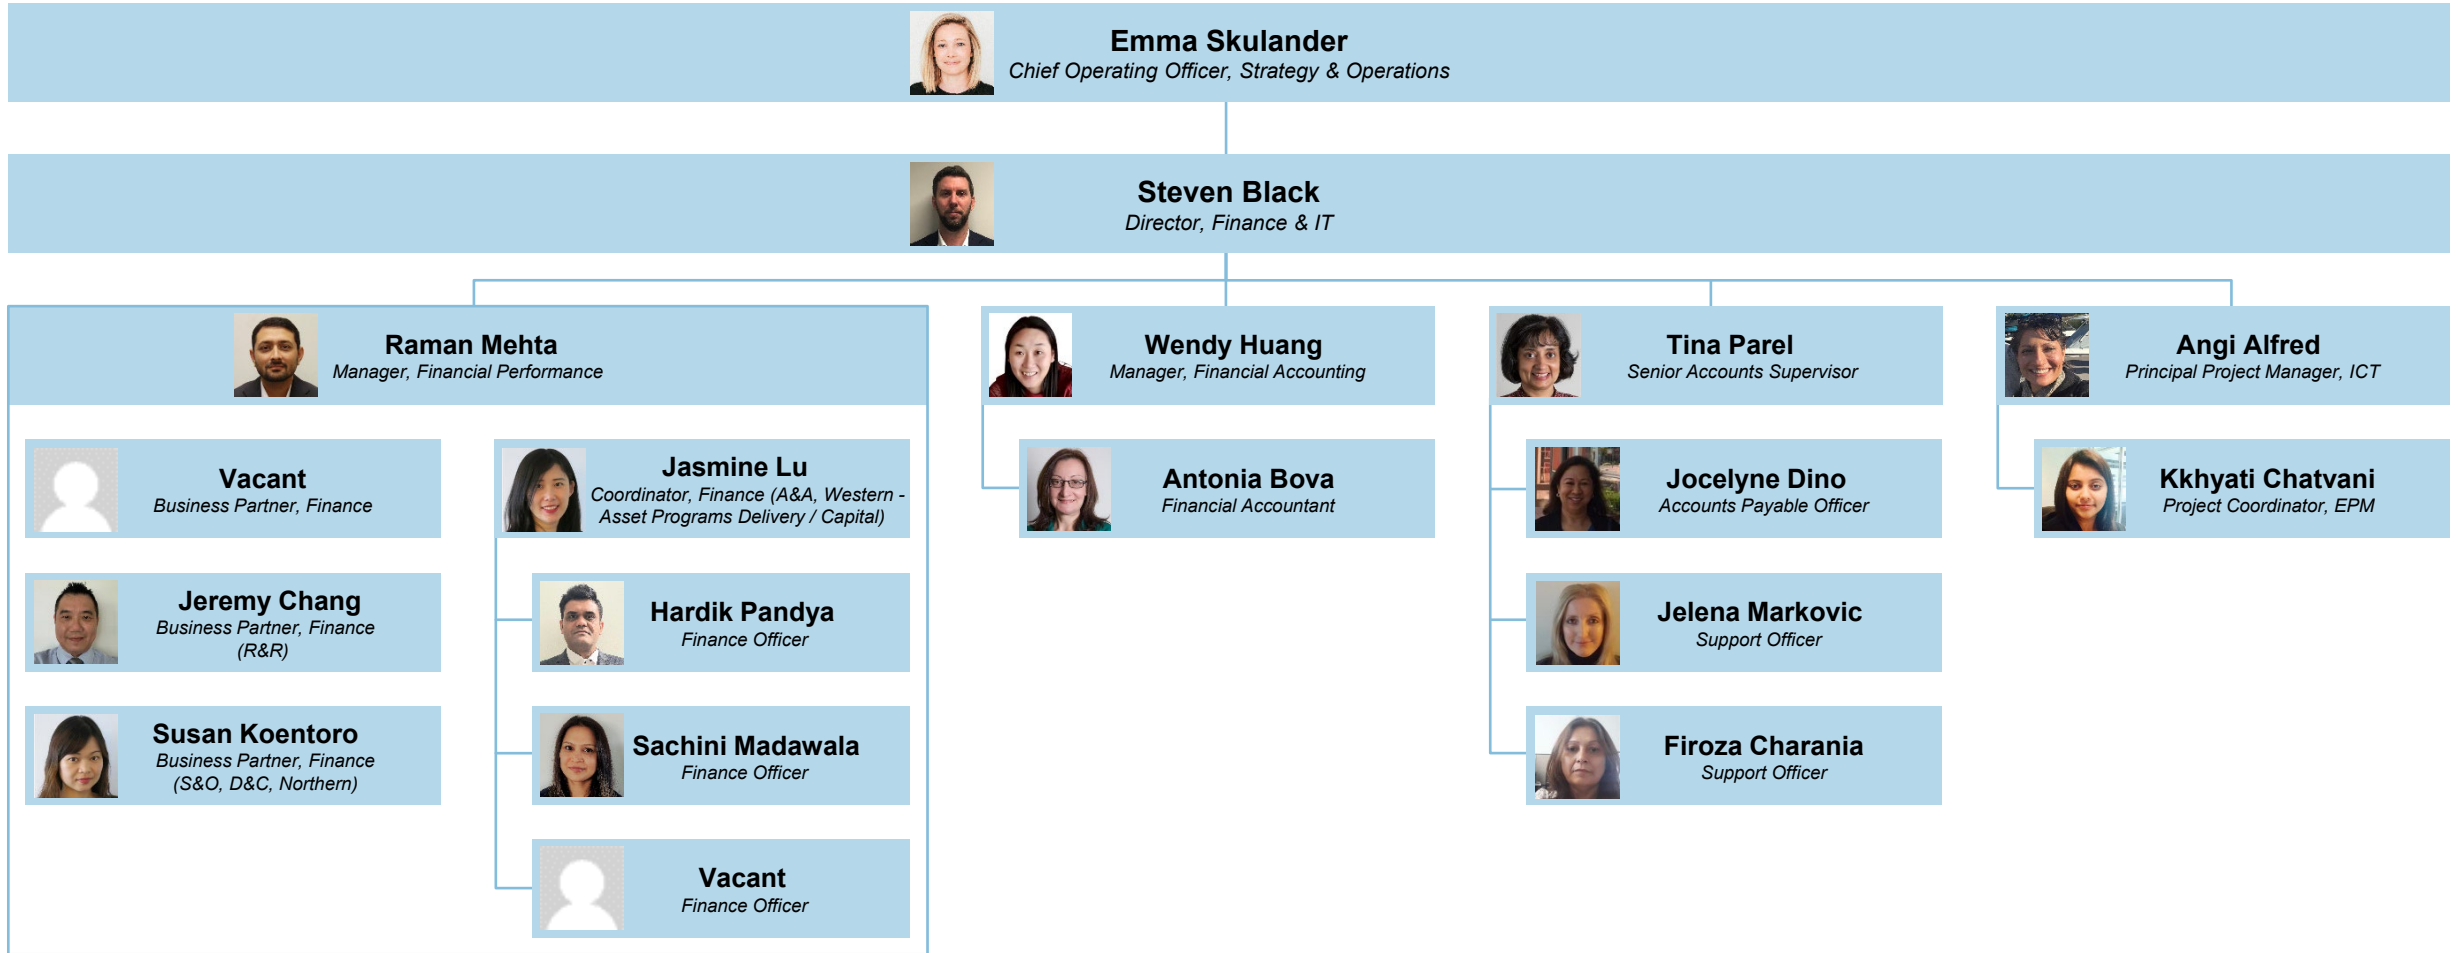 Emma Skulander
Chief Operating Officer, Strategy & Operations
Steven Black
Director, Finance & IT
Raman Mehta
Manager, Financial Performance
Vacant
Business Partner, Finance
Jeremy Chang
Business Partner, Finance
(R&R)
Susan Koentoro
Business Partner, Finance
(S&O, D&C, Northern)
Jasmine Lu
Coordinator, Finance (A&A, Western -
Asset Programs Delivery / Capital)
Hardik Pandya
Finance Officer
Sachini Madawala
Finance Officer
Vacant
Finance Officer
Wendy Huang
Manager, Financial Accounting
Antonia Bova
Financial Accountant
Tina Parel
Senior Accounts Supervisor
Jocelyne Dino
Accounts Payable Officer
Jelena Markovic
Support Officer
Firoza Charania
Support Officer
Angi Alfred
Principal Project Manager, ICT
Kkhyati Chatvani
Project Coordinator, EPM